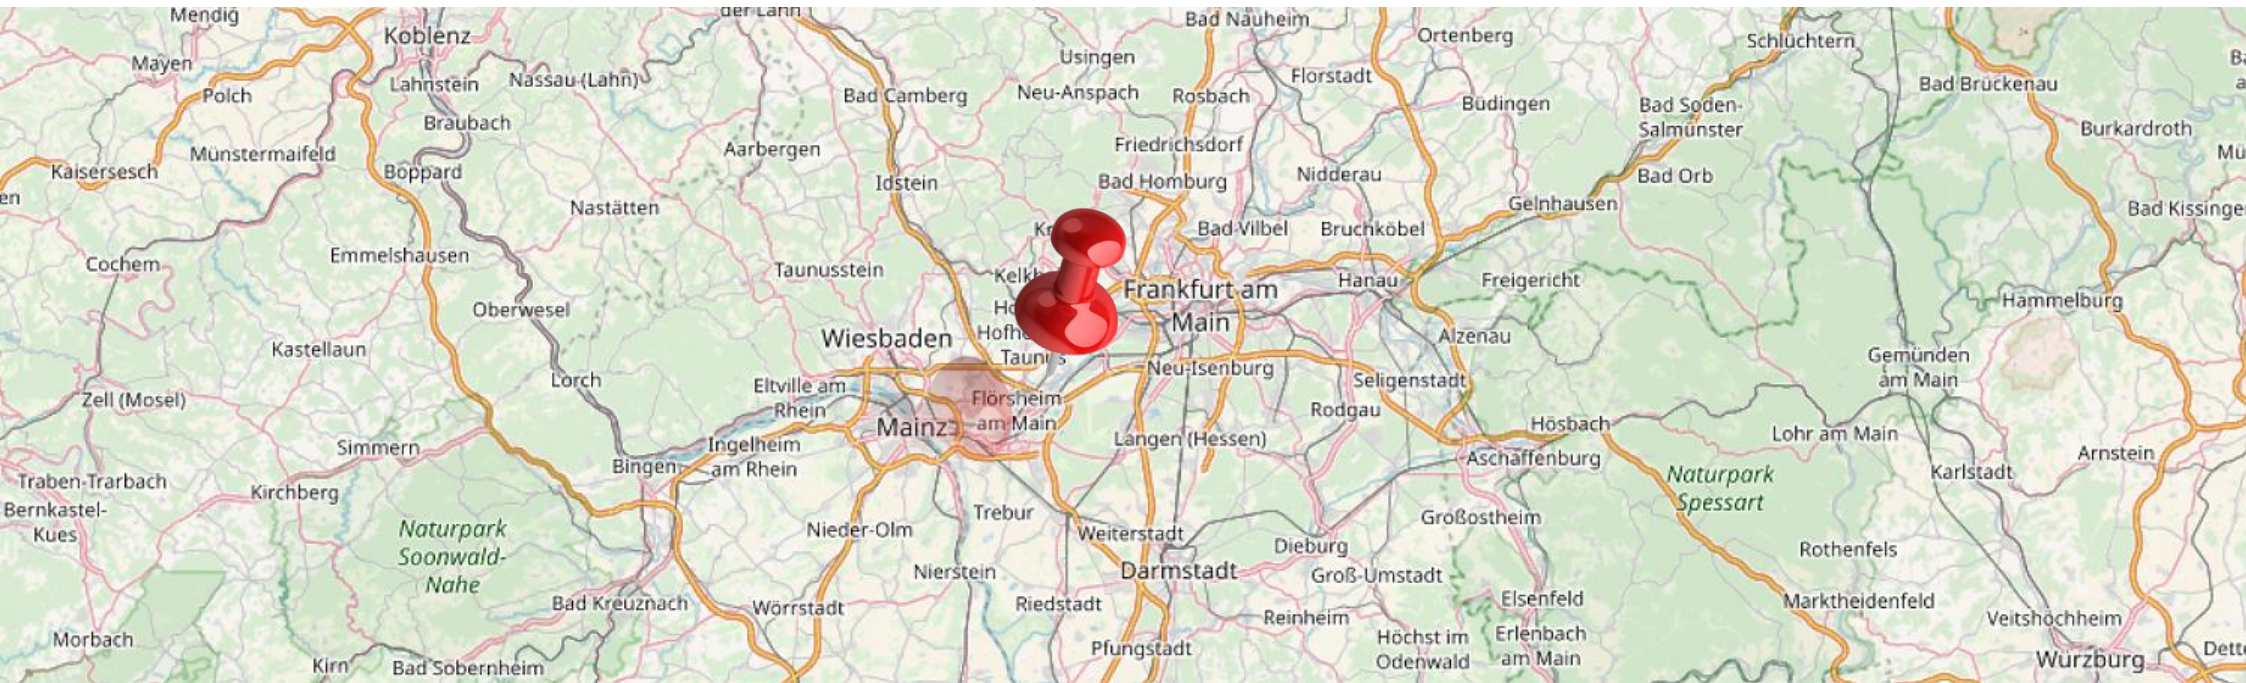 Mendig
der Lahn
Bad Nauheim
Koblenz
Ortenberg
Schlüchtern
Usingen
Mayen
Lahnstein
Nassau (Lahn)
Florstadt
Bad Brückenau
Polch
Bad Camberg
Neu-Anspach
Rosbach
Büdingen
Bad Soden-
Salmünster
Braubach
Burkardroth
Münstermaifeld
Aarbergen
Friedrichsdorf
Kaisersesch
Boppard
Idstein
Bad Homburg
Nidderau
Bad Orb
Nastätten
Gelnhausen
Bad Kissinge
Bad Vilbel
Bruchköbel
Emmelshausen
Cochem
Taunusstein
Kelkh
Hanau
Freigericht
Frankfurt am
Main
Oberwesel
Hammelburg
Wiesbaden
Hofh
Taunus
Alzenau
Kastellaun
Gemünden
am Main
Lorch
Neu-Isenburg
Seligenstadt
Eltville am
Rhein
Zell (Mosel)
Flörsheim
am Main
Rodgau
Mainz
Hösbach
Lohr am Main
Langen (Hessen)
Simmern
Ingelheim
am Rhein
Bingen
Arnstein
Aschaffenburg
Karlstadt
Naturpark
Spessart
Traben-Trarbach
Kirchberg
Bernkastel-
Kues
Trebur
Großostheim
Naturpark
Soonwald-
Nahe
Nieder-Olm
Weiterstadt
Dieburg
Rothenfels
Nierstein
Darmstadt
Groß-Umstadt
Bad Kreuznach
Wörrstadt
Riedstadt
Reinheim
Elsenfeld
Marktheidenfeld
Veitshöchheim
Morbach
Höchst im
Odenwald
Erlenbach
am Main
Pfungstadt
Kirn
Bad Sobernheim
Würzburg
Dette